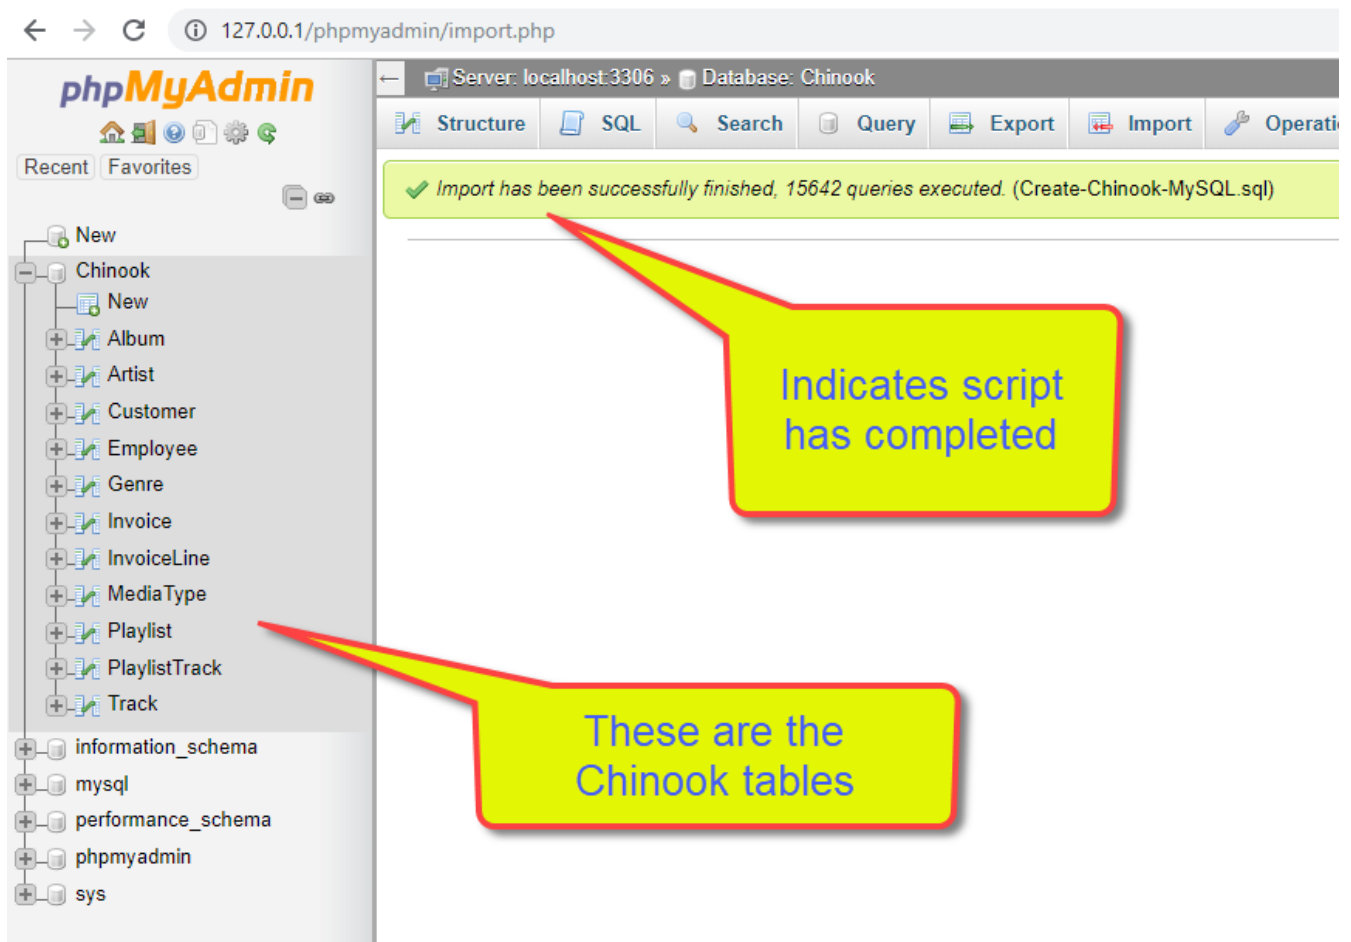 127.0.0.1/phpmyadmin/import.php
phpMyAdmin
Recent Favorites
New
Chinook
New
Album
Artist
Customer
Employee
Genre
Invoice
InvoiceLine
MediaType
Playlist
PlaylistTrack
Track
information_schema
mysql
performance_schema
phpmyadmin
sys
Server: localhost:3306 » Database: Chinook
Structure SQL Search Query Export Import Operati
Import has been successfully finished, 15642 queries executed. (Create-Chinook-MySQL.sql)
Indicates script
has completed
These are the
Chinook tables